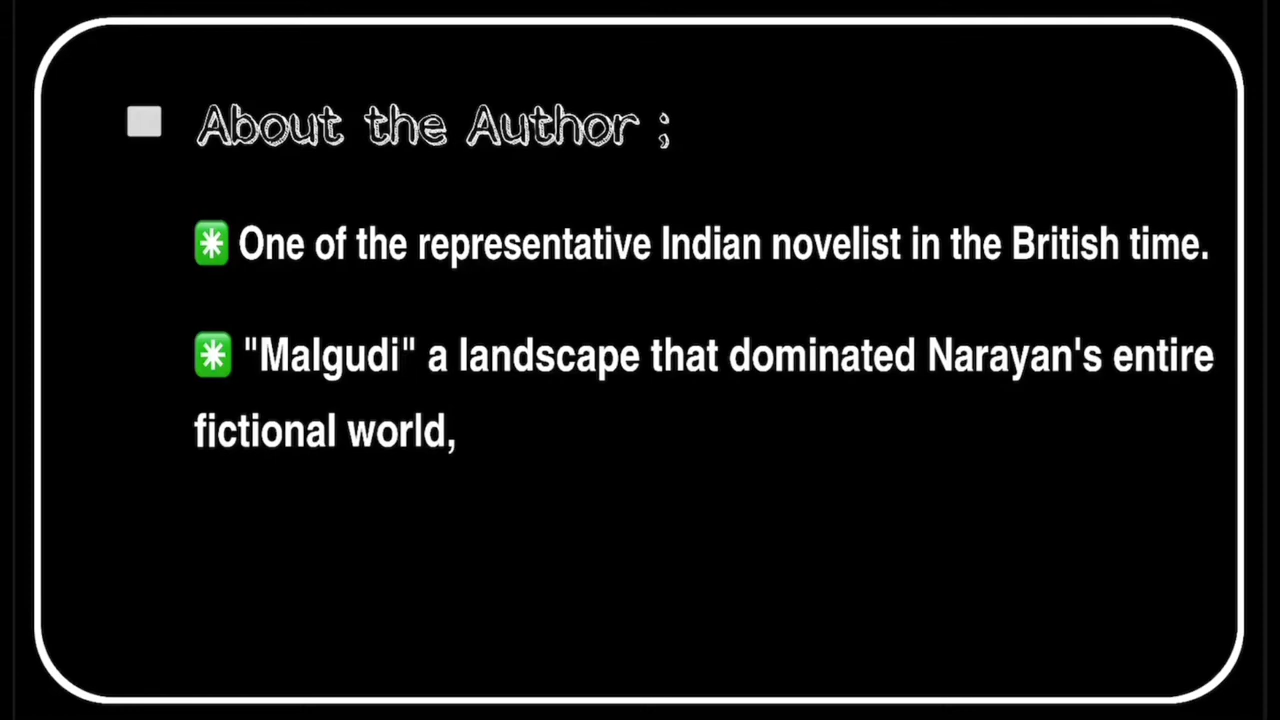 About the Author ;
✳️ One of the representative Indian novelist in the British time.
✳️ "Malgudi" a landscape that dominated Narayan's entire
fictional world,